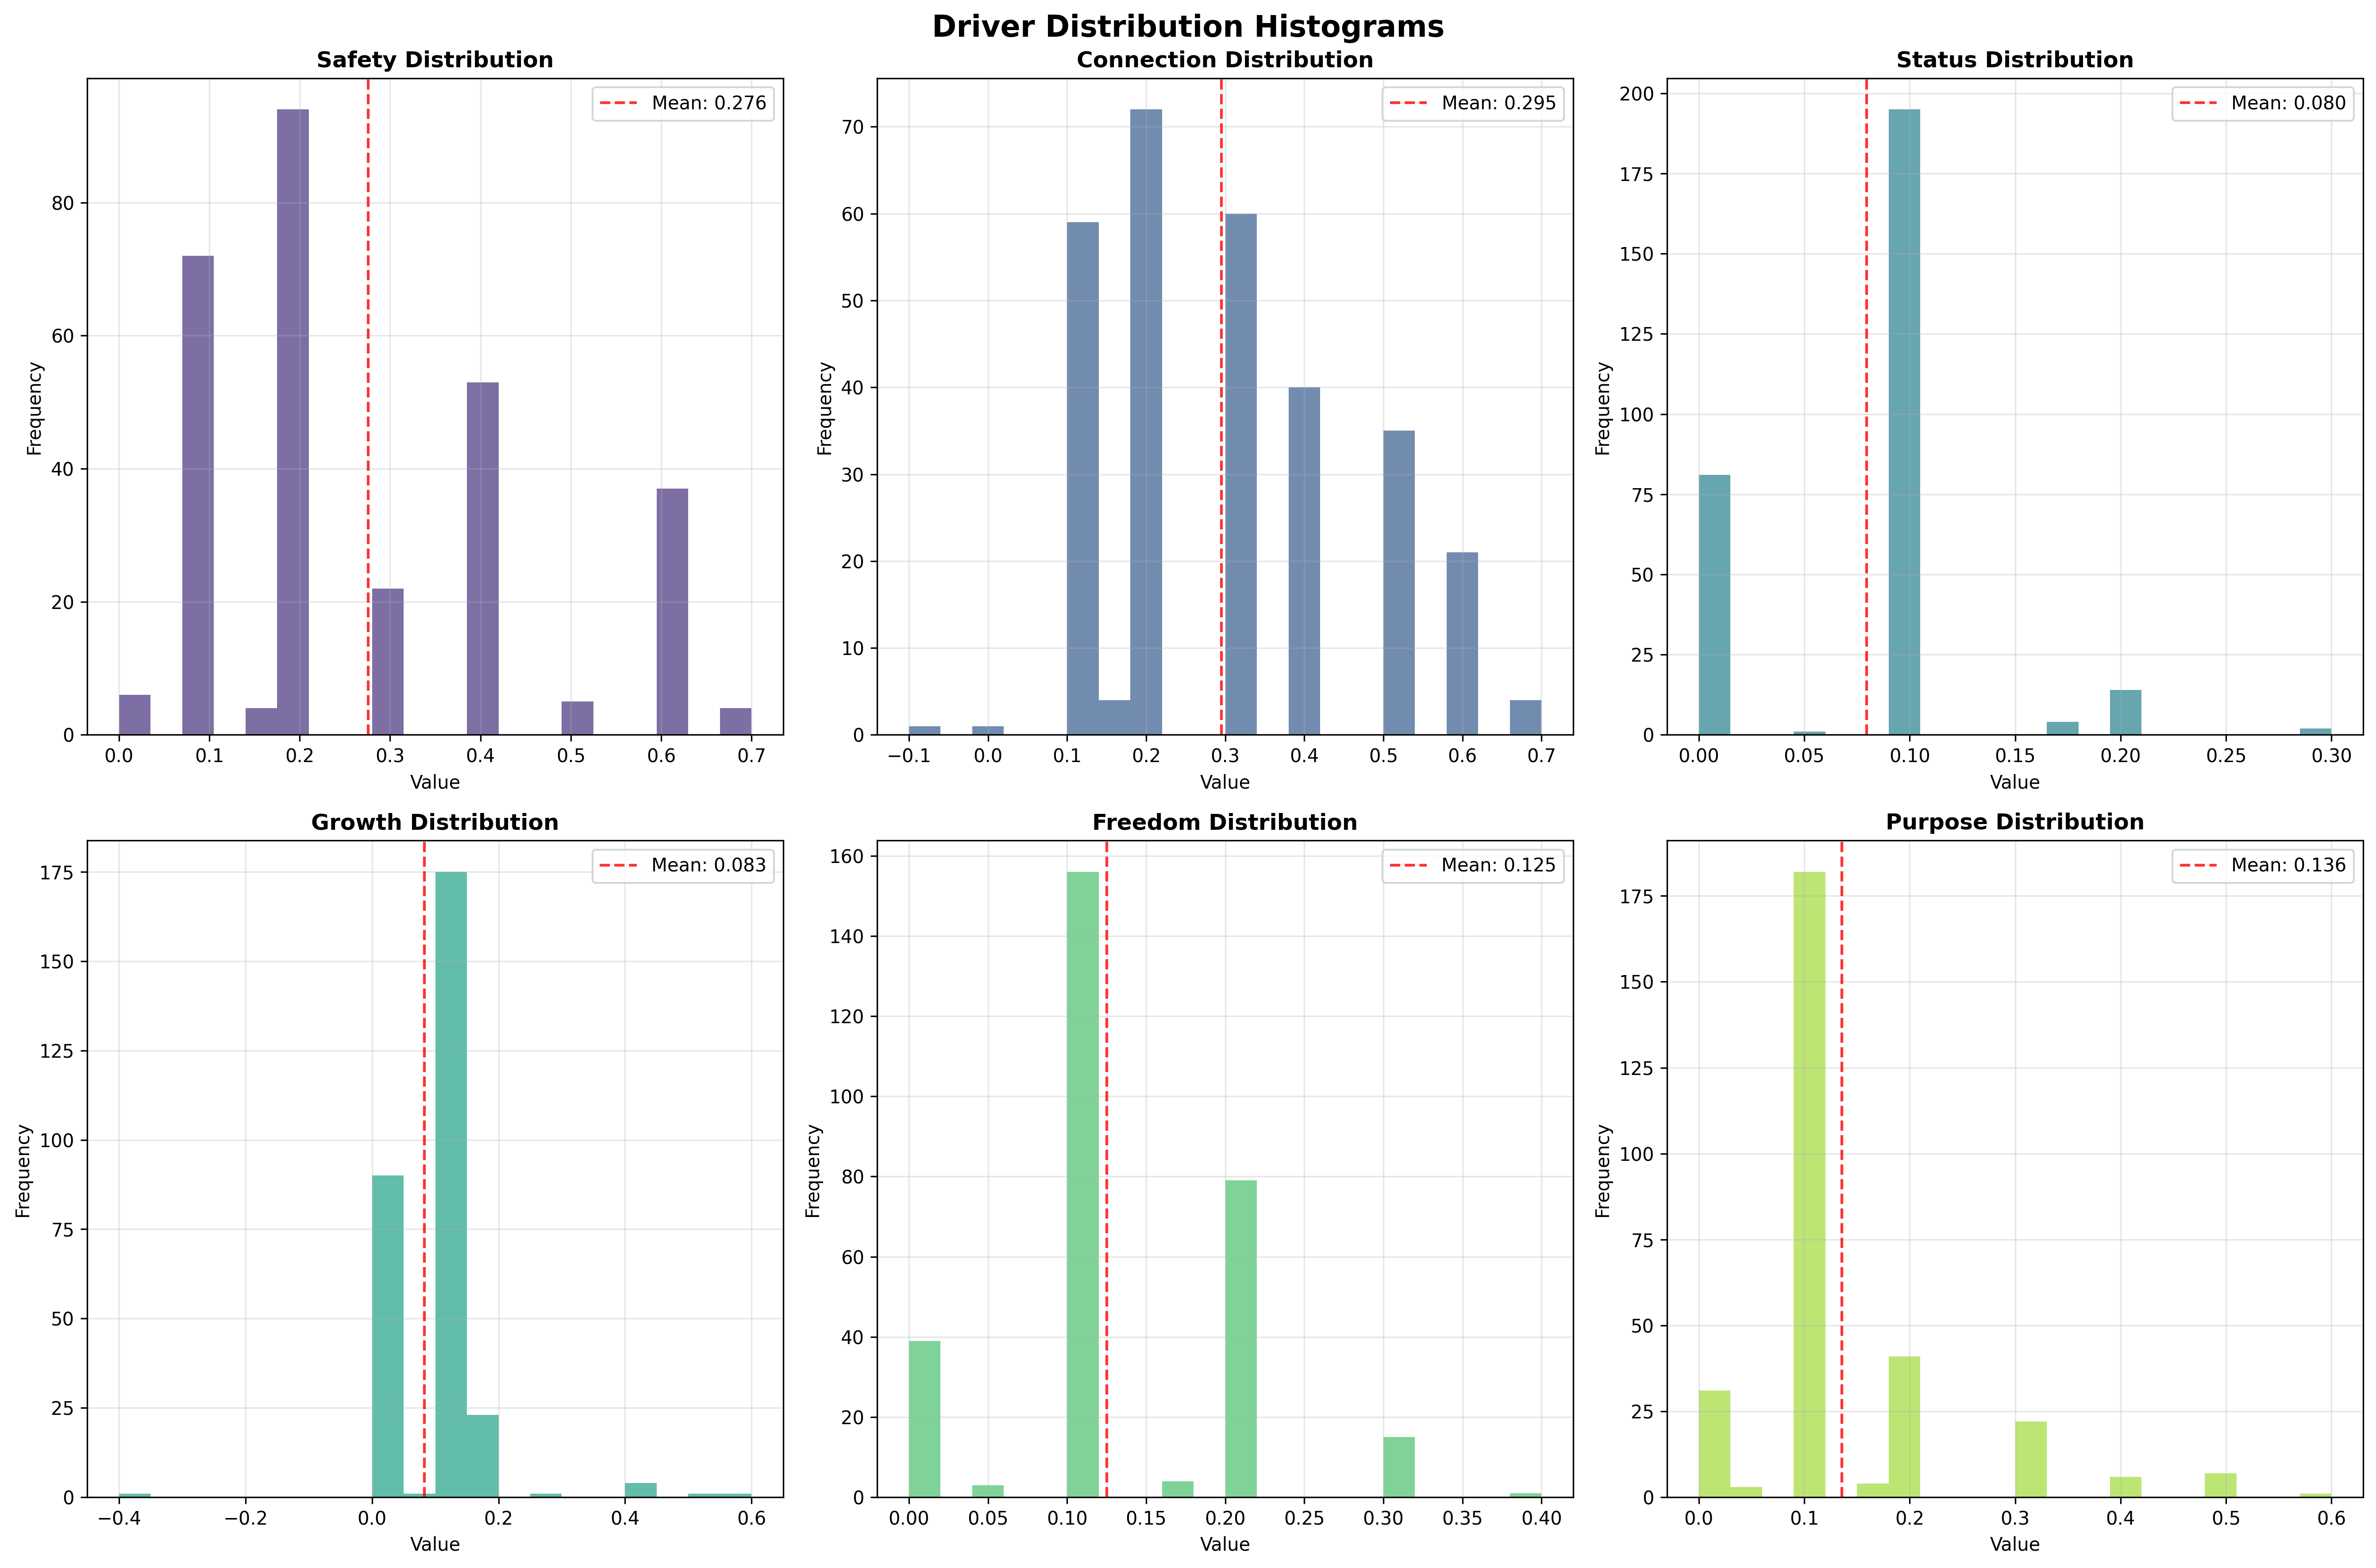 Driver Distribution Histograms
Safety Distribution
Mean: 0.276
Frequency
80
60
40
20
0
0.0 0.1 0.2 0.3 0.4 0.5 0.6 0.7
Value
Connection Distribution
Mean: 0.295
Frequency
70
60
50
40
30
20
10
0
−0.1 0.0 0.1 0.2 0.3 0.4 0.5 0.6 0.7
Value
Status Distribution
Mean: 0.080
Frequency
200
175
150
125
100
75
50
25
0
0.00 0.05 0.10 0.15 0.20 0.25 0.30
Value
Growth Distribution
Mean: 0.083
Frequency
175
150
125
100
75
50
25
0
−0.4 −0.2 0.0 0.2 0.4 0.6
Value
Freedom Distribution
Mean: 0.125
Frequency
160
140
120
100
80
60
40
20
0
0.00 0.05 0.10 0.15 0.20 0.25 0.30 0.35 0.40
Value
Purpose Distribution
Mean: 0.136
Frequency
175
150
125
100
75
50
25
0
0.0 0.1 0.2 0.3 0.4 0.5 0.6
Value